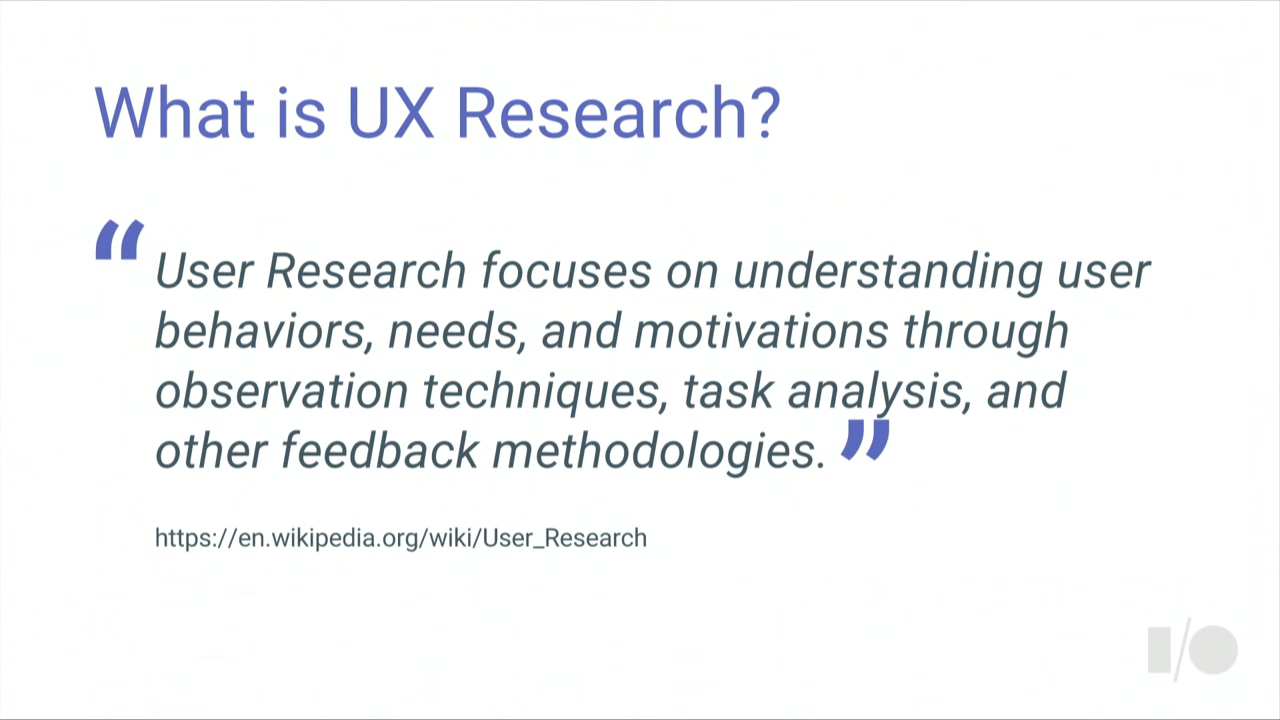 What is UX Research?
“User Research focuses on understanding user
behaviors, needs, and motivations through
observation techniques, task analysis, and
other feedback methodologies.”
https://en.wikipedia.org/wiki/User_Research
I/O